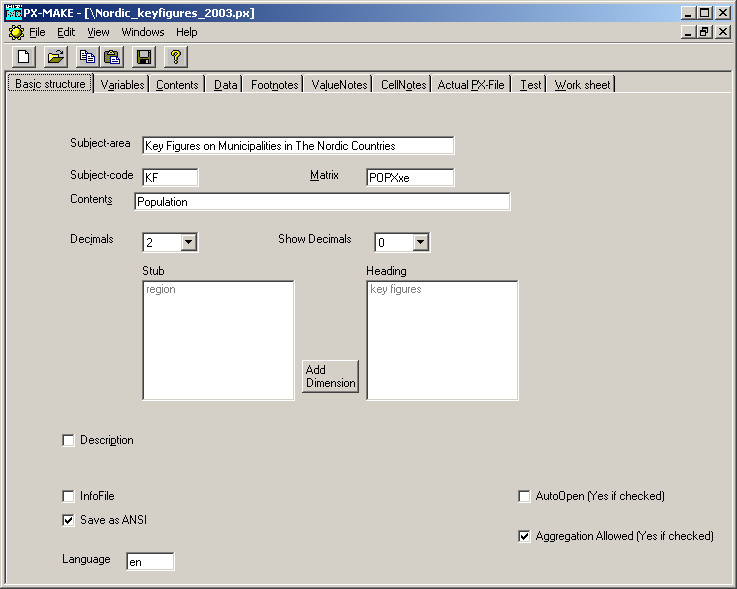 PX-MAKE - [\Nordic_keyfigures_2003.px]
File Edit View Windows Help
Basic structure Variables Contents Data Footnotes ValueNotes CellNotes Actual PX-File Test Work sheet
Subject-area Key Figures on Municipalities in The Nordic Countries
Subject-code KF Matrix POPXxe
Contents Population
Decimals 2 Show Decimals 0
Stub Heading
region key figures
Add
Dimension
Description
InfoFile AutoOpen (Yes if checked)
Save as ANSI
Aggregation Allowed (Yes if checked)
Language en